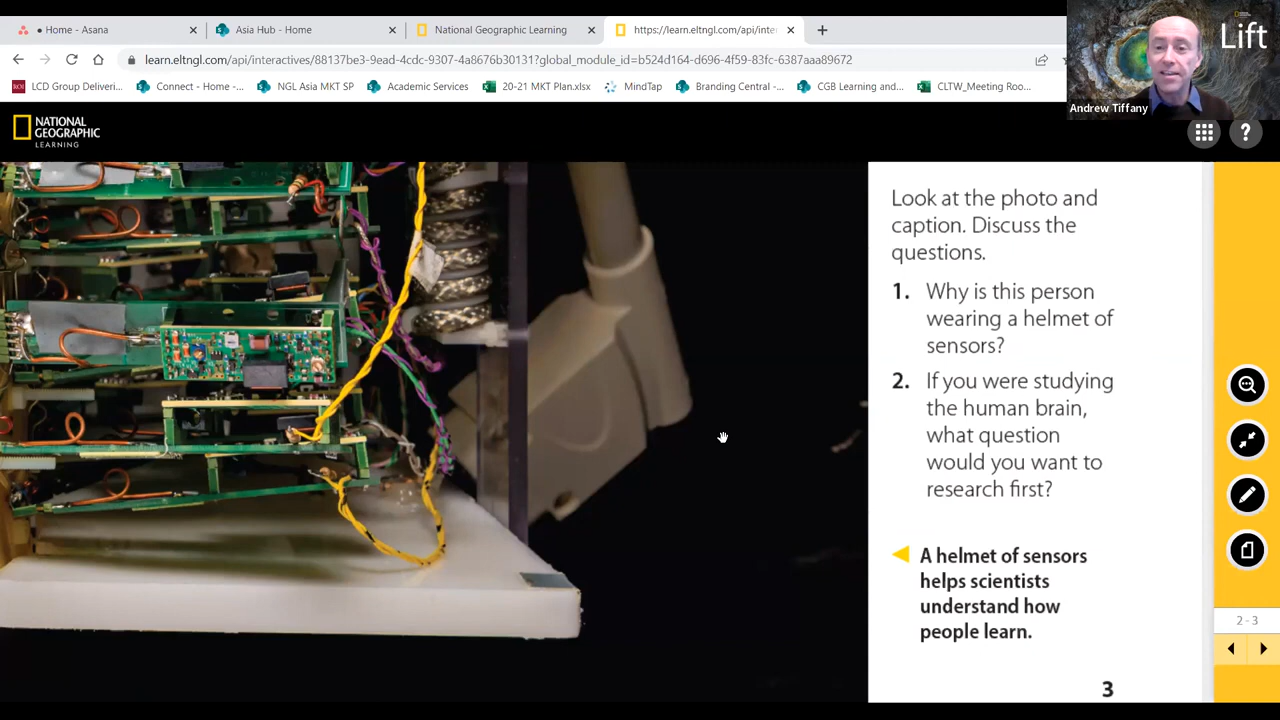 Home - Asana
Asia Hub - Home
National Geographic Learning
https://learn.eltngl.com/api/inter
Lift
learn.eltngl.com/api/interactives/88137be3-9ead-4cdc-9307-4a8676b30131?global_module_id=b524d164-d696-4f59-83fc-6387aaa89672
ROI
LCD Group Deliveri...
Connect - Home -...
NGL Asia MKT SP
Academic Services
20-21 MKT Plan.xlsx
MindTap
Branding Central -...
CGB Learning and...
CLTW_Meeting Roo...
Andrew Tiffany
NATIONAL
GEOGRAPHIC
LEARNING
?
Look at the photo and
caption. Discuss the
questions.
1. Why is this person
wearing a helmet of
sensors?
2. If you were studying
the human brain,
what question
would you want to
research first?
A helmet of sensors
helps scientists
understand how
people learn.
2 - 3
3